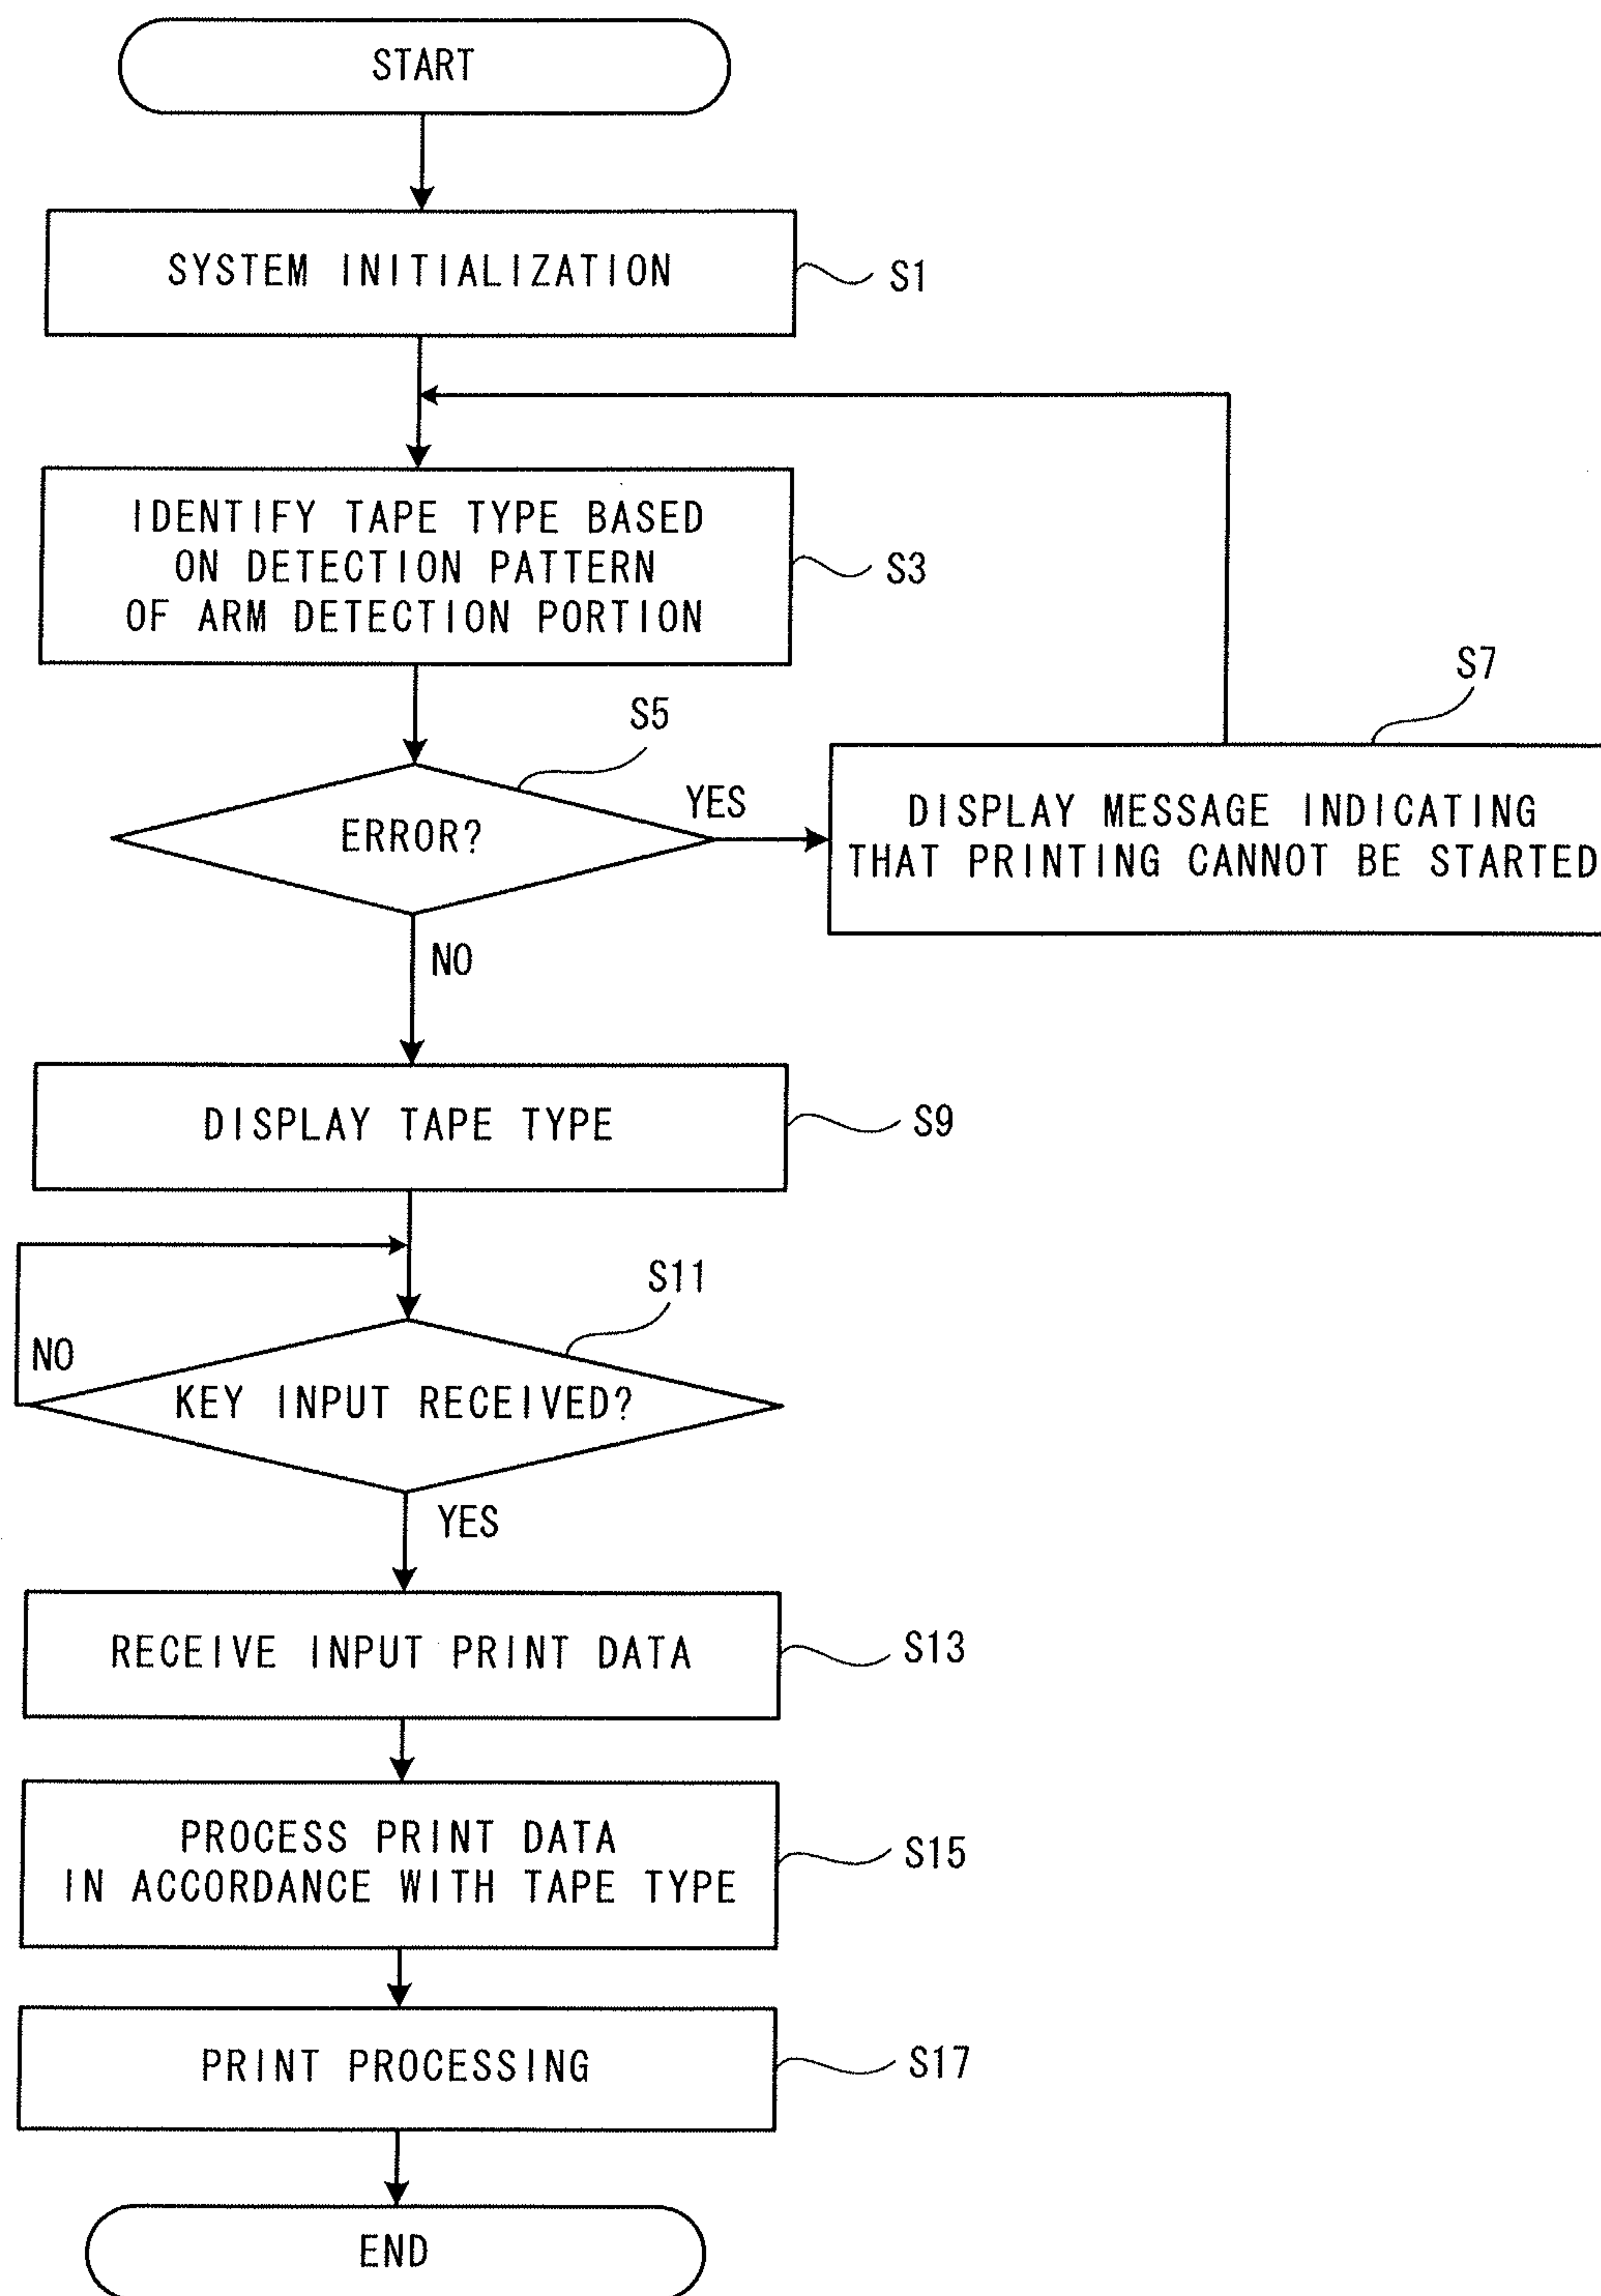 START
SYSTEM INITIALIZATION
S1
IDENTIFY TAPE TYPE BASED
ON DETECTION PATTERN
OF ARM DETECTION PORTION
S3
S5
ERROR?
YES
NO
S7
DISPLAY MESSAGE INDICATING
THAT PRINTING CANNOT BE STARTED
DISPLAY TAPE TYPE
S9
S11
KEY INPUT RECEIVED?
NO
YES
RECEIVE INPUT PRINT DATA
S13
PROCESS PRINT DATA
IN ACCORDANCE WITH TAPE TYPE
S15
PRINT PROCESSING
S17
END